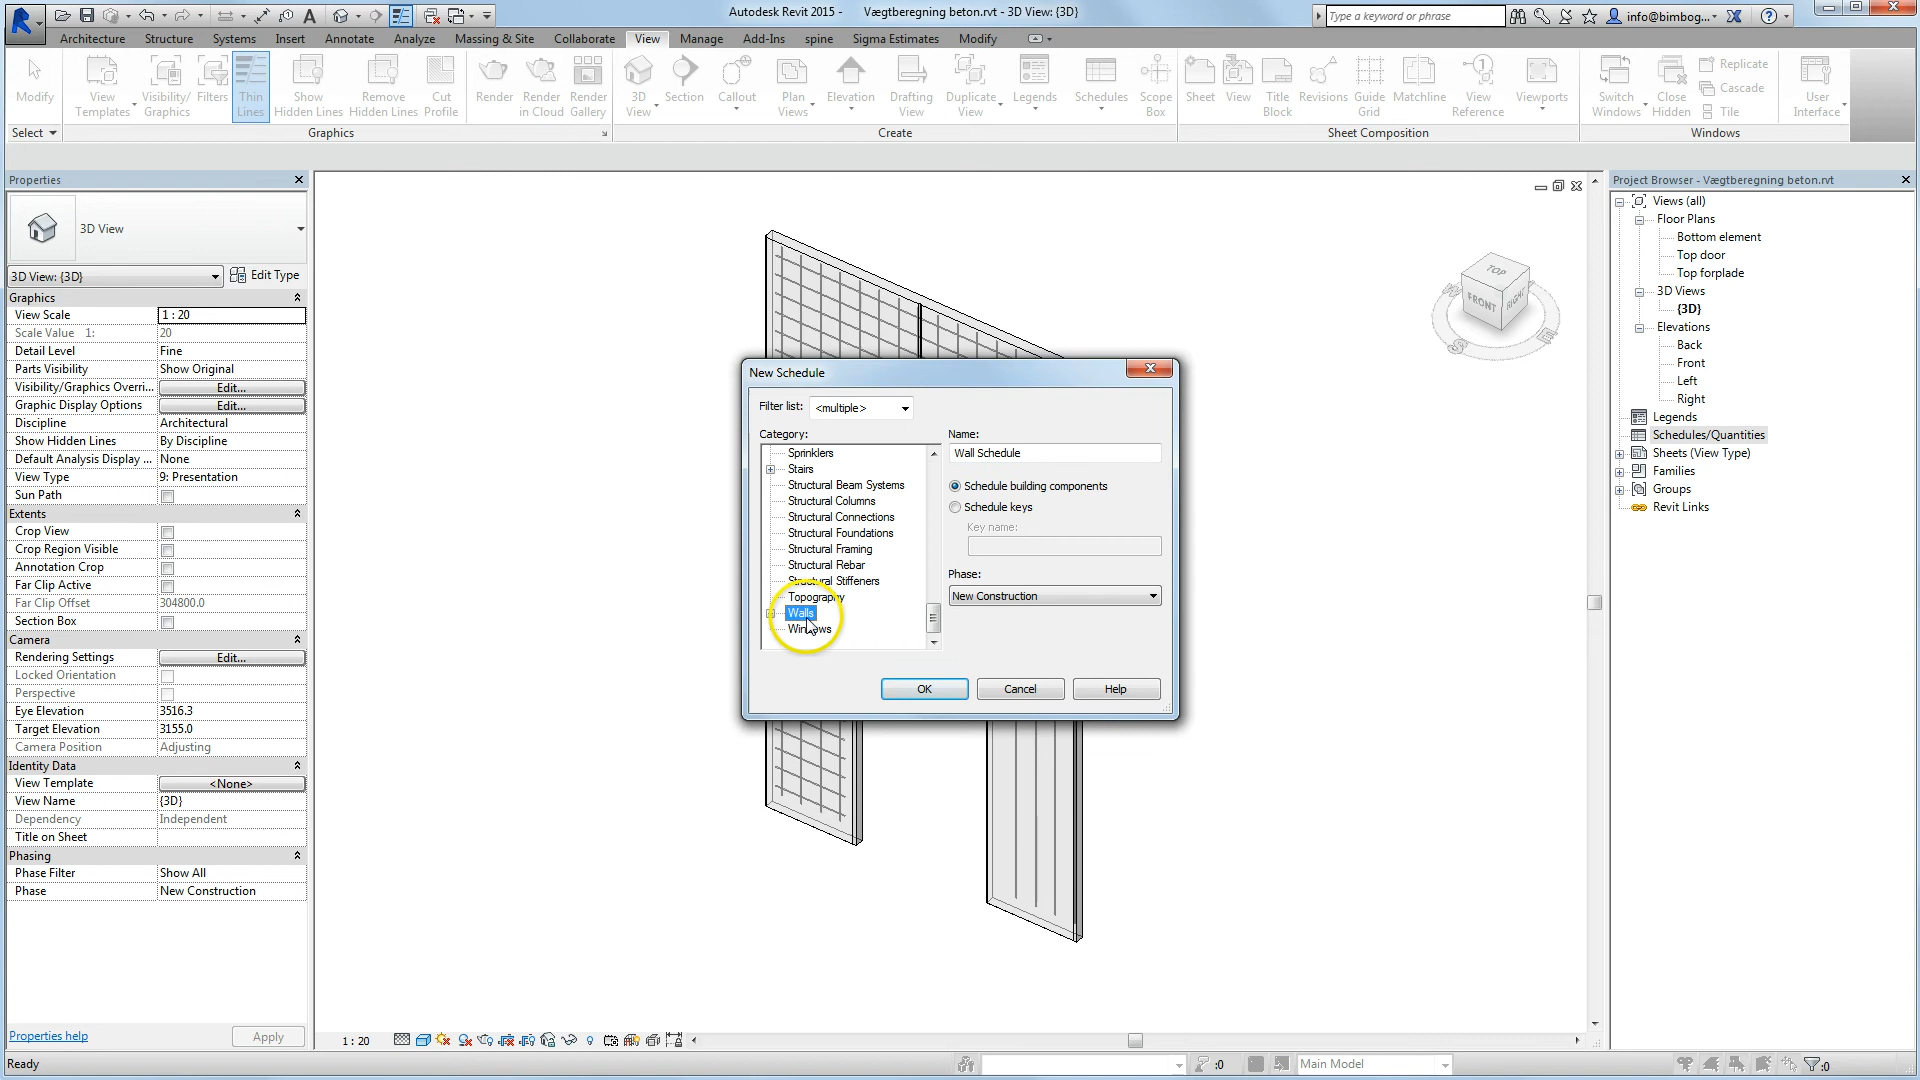 Autodesk Revit 2015 - Vægtberegning beton.rvt - 3D View: {3D}
Type a keyword or phrase
info@bimbog...
Architecture Structure Systems Insert Annotate Analyze Massing & Site Collaborate View Manage Add-Ins spine Sigma Estimates Modify
Modify
View Templates
Visibility/ Graphics
Filters
Thin Lines
Show Hidden Lines
Remove Hidden Lines
Cut Profile
Render
Render in Cloud
Render Gallery
3D View
Section
Callout
Plan Views
Elevation
Drafting View
Duplicate View
Legends
Schedules
Scope Box
Sheet
View
Title Block
Revisions
Guide Grid
Matchline
View Reference
Viewports
Switch Windows
Close Hidden
Replicate
Cascade
Tile
User Interface
Select
Graphics
Create
Sheet Composition
Windows
Properties
3D View
3D View: {3D}
Edit Type
Graphics
View Scale 1 : 20
Scale Value 1: 20
Detail Level Fine
Parts Visibility Show Original
Visibility/Graphics Overri... Edit...
Graphic Display Options Edit...
Discipline Architectural
Show Hidden Lines By Discipline
Default Analysis Display ... None
View Type 9: Presentation
Sun Path
Extents
Crop View
Crop Region Visible
Annotation Crop
Far Clip Active
Far Clip Offset 304800.0
Section Box
Camera
Rendering Settings Edit...
Locked Orientation
Perspective
Eye Elevation 3516.3
Target Elevation 3155.0
Camera Position Adjusting
Identity Data
View Template <None>
View Name {3D}
Dependency Independent
Title on Sheet
Phasing
Phase Filter Show All
Phase New Construction
Properties help
Apply
TOP
FRONT
RIGHT
W
S
E
New Schedule
Filter list: <multiple>
Category:
Sprinklers
Stairs
Structural Beam Systems
Structural Columns
Structural Connections
Structural Foundations
Structural Framing
Structural Rebar
Structural Stiffeners
Topography
Walls
Windows
Name:
Wall Schedule
Schedule building components
Schedule keys
Key name:
Phase:
New Construction
OK
Cancel
Help
Project Browser - Vægtberegning beton.rvt
Views (all)
Floor Plans
Bottom element
Top door
Top forplade
3D Views
{3D}
Elevations
Back
Front
Left
Right
Legends
Schedules/Quantities
Sheets (View Type)
Families
Groups
Revit Links
1 : 20
Ready
:0
Main Model
:0